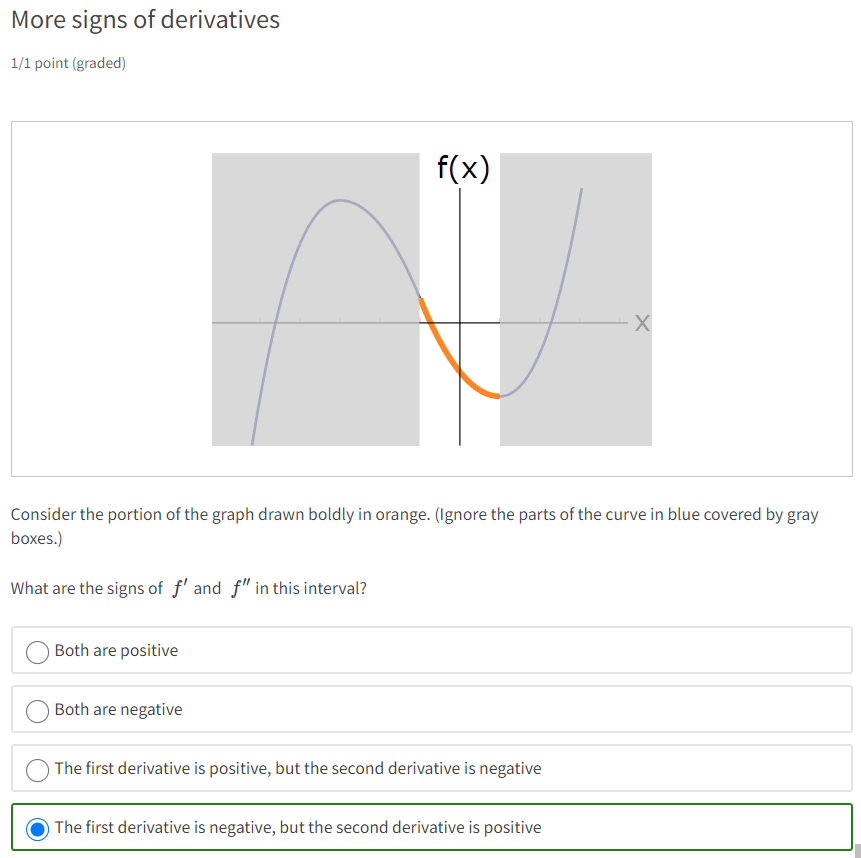 More signs of derivatives
1/1 point (graded)
f(x)
X
Consider the portion of the graph drawn boldly in orange. (Ignore the parts of the curve in blue covered by gray
boxes.)
What are the signs of f′ and f″ in this interval?
Both are positive
Both are negative
The first derivative is positive, but the second derivative is negative
The first derivative is negative, but the second derivative is positive